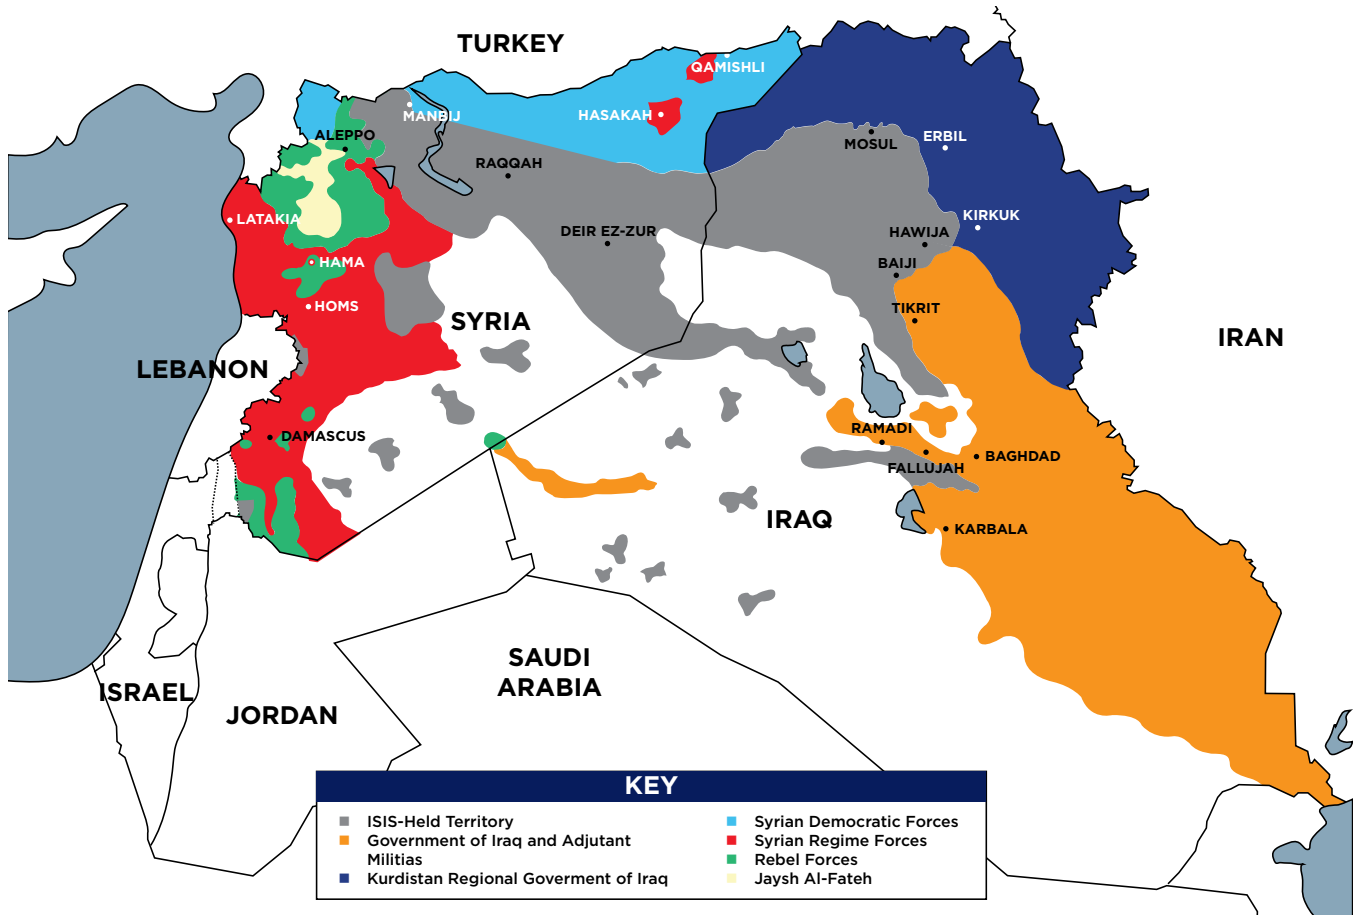 TURKEY
QAMISHLI
MANBIJ
HASAKAH
ALEPPO
ERBIL
MOSUL
RAQQAH
LATAKIA
KIRKUK
DEIR EZ-ZUR
HAWIJA
HAMA
BAIJI
HOMS
TIKRIT
SYRIA
IRAN
LEBANON
RAMADI
DAMASCUS
BAGHDAD
FALLUJAH
IRAQ
KARBALA
SAUDI
ARABIA
ISRAEL
JORDAN
KEY
ISIS-Held Territory
Government of Iraq and Adjutant
Militias
Kurdistan Regional Goverment of Iraq
Syrian Democratic Forces
Syrian Regime Forces
Rebel Forces
Jaysh Al-Fateh